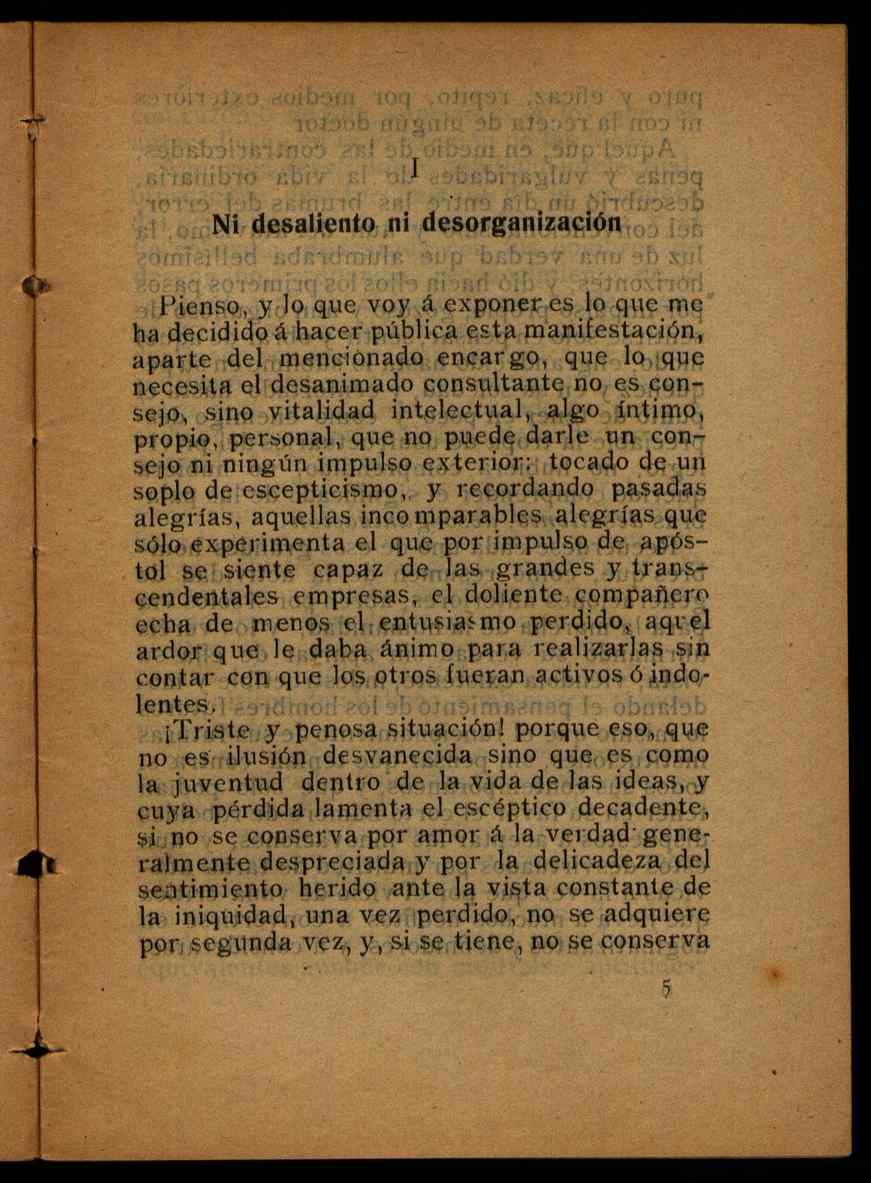 I
Ni desaliento ni desorganización
Pienso, y lo que voy á exponer es lo que me
ha decidido á hacer pública esta manifestación,
aparte del mencionado encargo, que lo que
necesita el desanimado consultante no es con-
sejo, sino vitalidad intelectual, algo íntimo,
propio, personal, que no puede darle un con-
sejo ni ningún impulso exterior: tocado de un
soplo de escepticismo, y recordando pasadas
alegrías, aquellas incomparables alegrías que
sólo experimenta el que por impulso de após-
tol se siente capaz de las grandes y trans-
cendentales empresas, el doliente compañero
echa de menos el entusiasmo perdido, aquel
ardor que le daba ánimo para realizarlas sin
contar con que los otros fueran activos ó indo-
lentes.
¡Triste y penosa situación! porque eso, que
no es ilusión desvanecida sino que es como
la juventud dentro de la vida de las ideas, y
cuya pérdida lamenta el escéptico decadente,
si no se conserva por amor á la verdad gene-
ralmente despreciada y por la delicadeza del
sentimiento herido ante la vista constante de
la iniquidad, una vez perdido, no se adquiere
por segunda vez, y, si se tiene, no se conserva
5